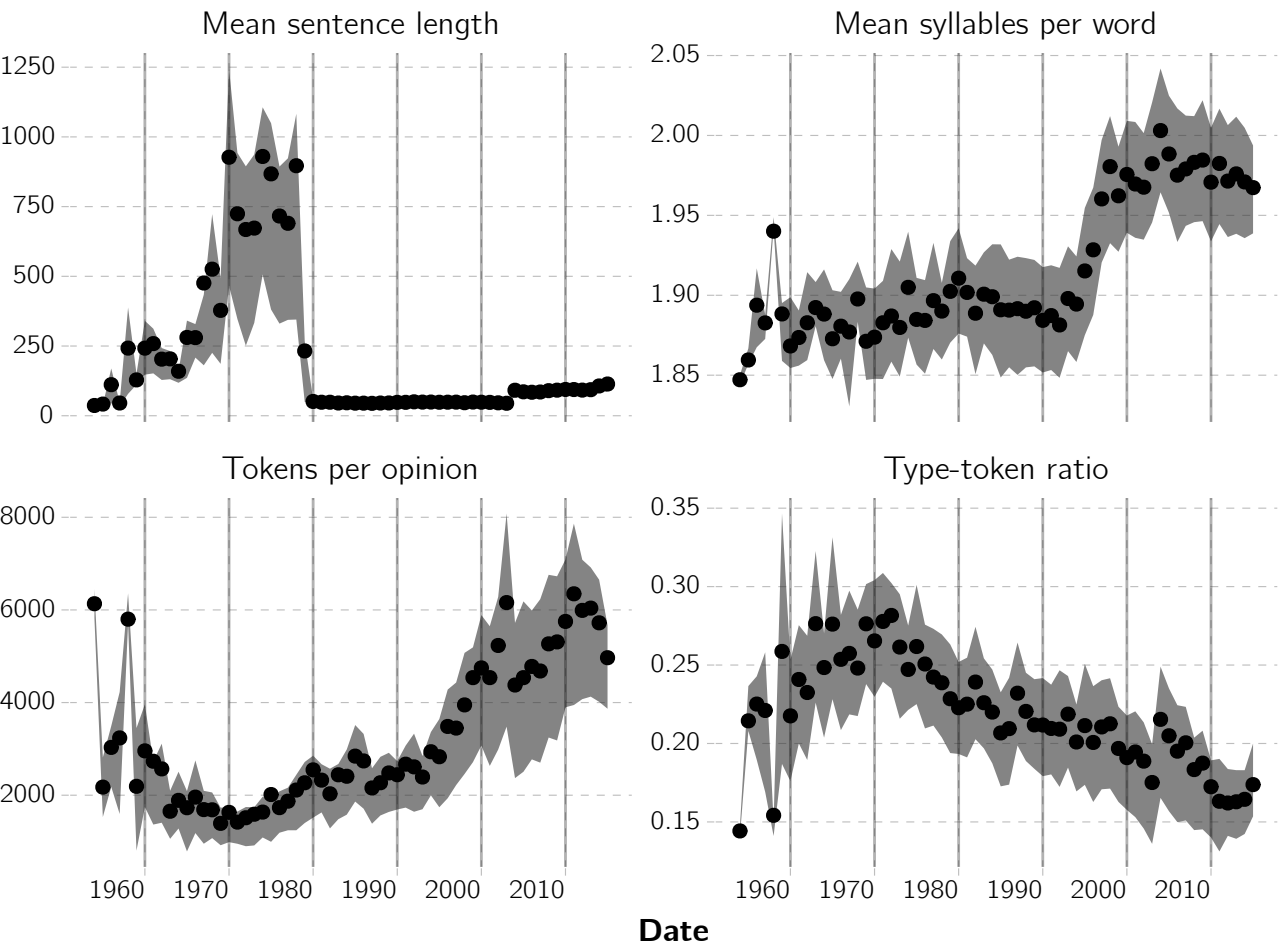 Mean sentence length
1250
1000
750
500
250
0
Mean syllables per word
2.05
2.00
1.95
1.90
1.85
Tokens per opinion
8000
6000
4000
2000
1960 1970 1980 1990 2000 2010
Type-token ratio
0.35
0.30
0.25
0.20
0.15
1960 1970 1980 1990 2000 2010
Date